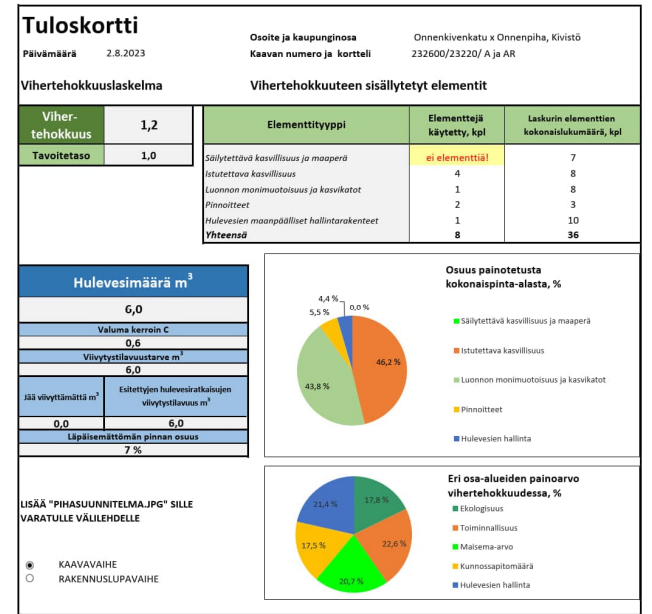 Tuloskortti
Päivämäärä 2.8.2023
Osoite ja kaupunginosa Onnenkivenkatu x Onnenpiha, Kivistö
Kaavan numero ja kortteli 232600/23220/ A ja AR
Vihertehokkuuslaskelma
Vihertehokkuuteen sisällytetyt elementit
Viher-
tehokkuus 1,2
Tavoitetaso 1,0
Elementtityyppi Elementtejä käytetty, kpl Laskurin elementtien kokonaislukumäärä, kpl
Säilytettävä kasvillisuus ja maaperä ei elementtiä! 7
Istutettava kasvillisuus 4 8
Luonnon monimuotoisuus ja kasvikatot 1 8
Pinnoitteet 2 3
Hulevesien maanpäälliset hallintarakenteet 1 10
Yhteensä 8 36
Hulevesimäärä m³
6,0
Valuma kerroin C
0,6
Viivytystilavuustarve m³
6,0
Jää viivyttämättä m³ Esitettyjen hulevesiratkaisujen viivytystilavuus m³
0,0 6,0
Läpäisemättömän pinnan osuus
7 %
Osuus painotetusta
kokonaispinta-alasta, %
4,4 % 0,0 %
5,5 %
46,2 %
43,8 %
Säilytettävä kasvillisuus ja maaperä
Istutettava kasvillisuus
Luonnon monimuotoisuus ja kasvikatot
Pinnoitteet
Hulevesien hallinta
LISÄÄ "PIHASUUNNITELMA.JPG" SILLE
VARATULLE VÄLILEHDELLE
KAAVAVAIHE
RAKENNUSLUPAVAIHE
Eri osa-alueiden painoarvo
vihertehokkuudessa, %
21,4 % 17,8 %
17,5 % 22,6 %
20,7 %
Ekologisuus
Toiminnallisuus
Maisema-arvo
Kunnossapitomäärä
Hulevesien hallinta